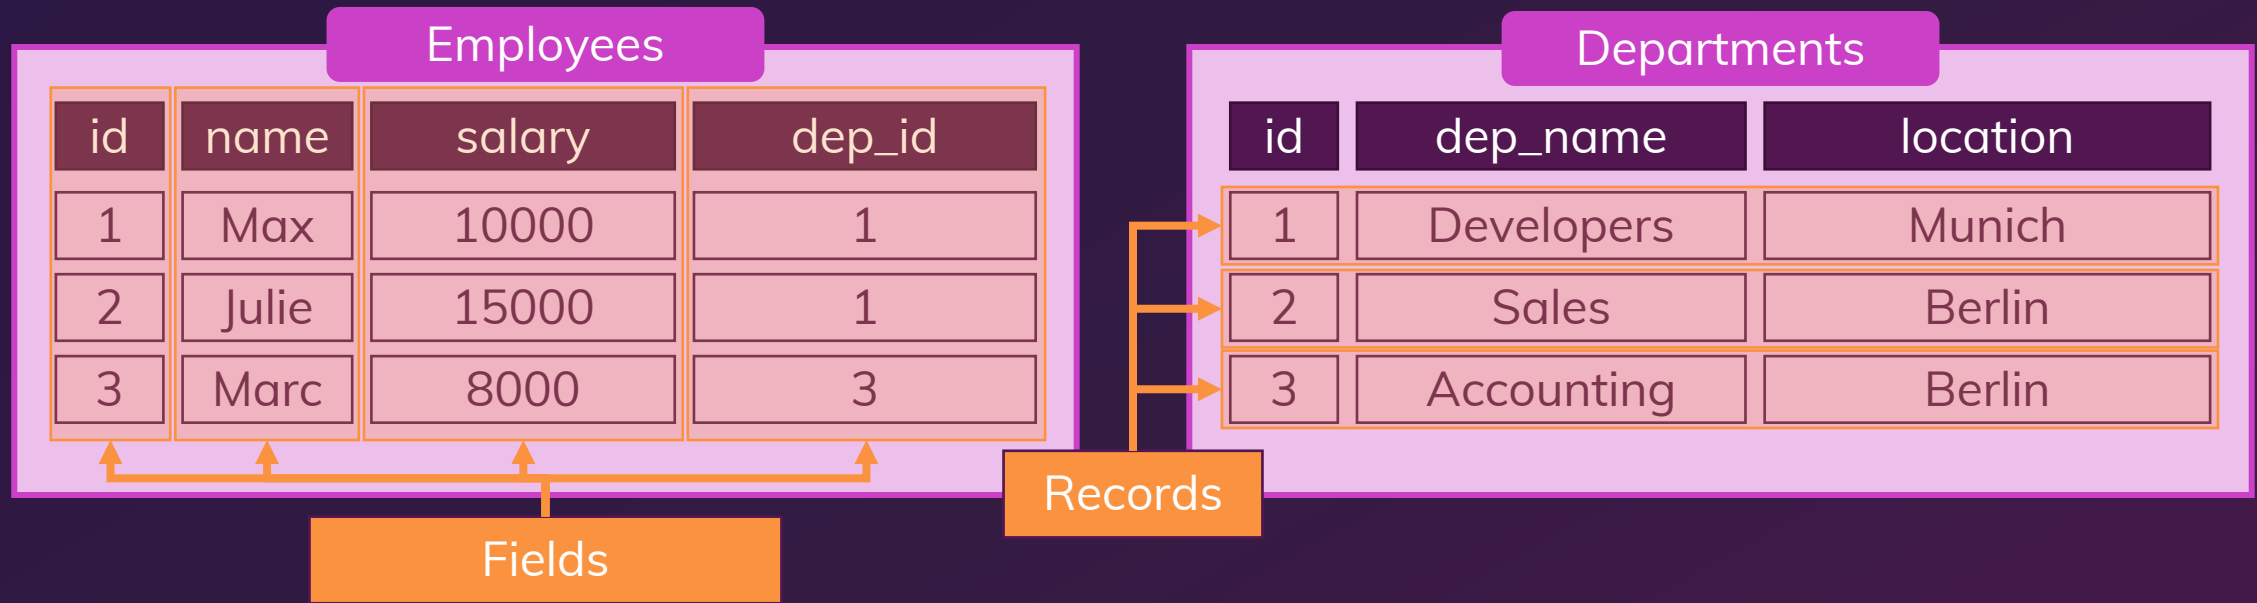 Employees
id name salary dep_id
1 Max 10000 1
2 Julie 15000 1
3 Marc 8000 3
Fields
Departments
id dep_name location
1 Developers Munich
2 Sales Berlin
3 Accounting Berlin
Records